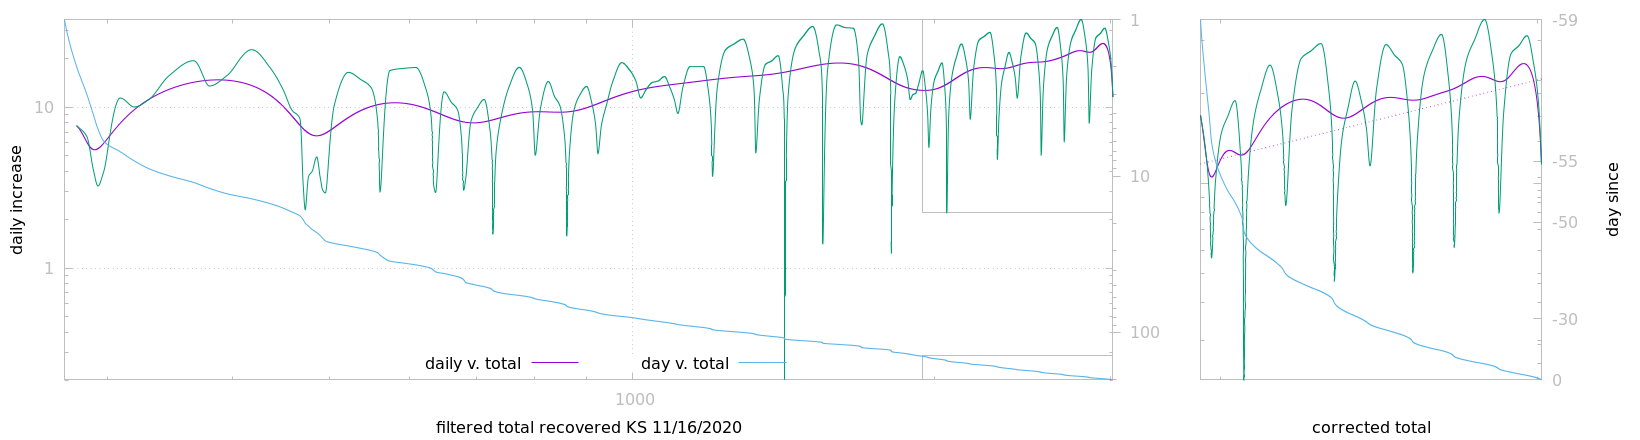 daily increase
10
1
daily v. total
day v. total
1000
filtered total recovered KS 11/16/2020
1
10
100
-59
-55
-50
-30
0
day since
corrected total